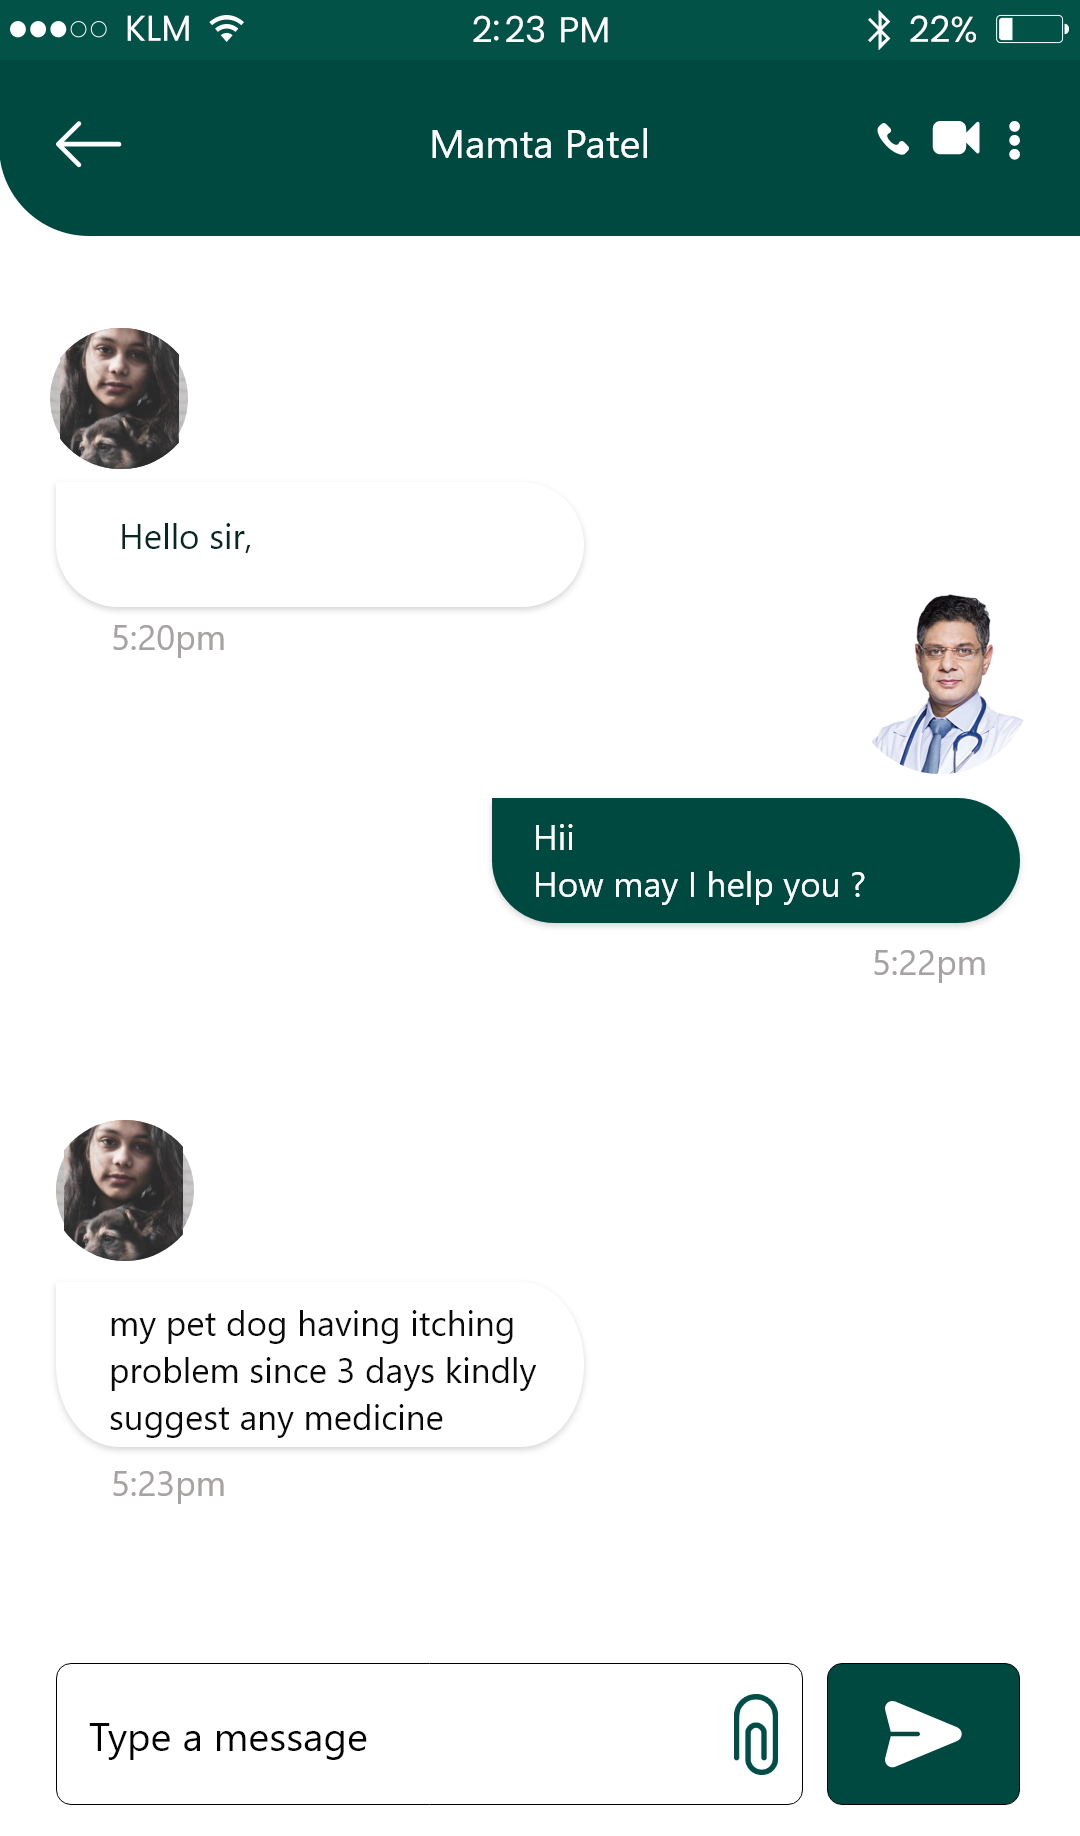 KLM 2:23 PM 22%
Mamta Patel
Hello sir,
5:20pm
Hii
How may I help you ?
5:22pm
my pet dog having itching
problem since 3 days kindly
suggest any medicine
5:23pm
Type a message